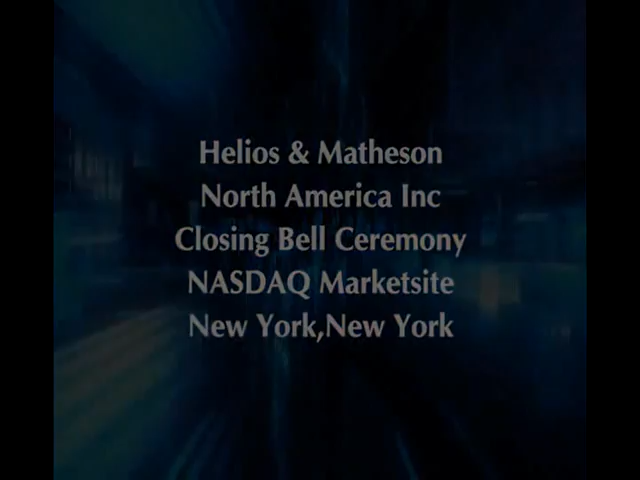 Helios & Matheson
North America Inc
Closing Bell Ceremony
NASDAQ Marketsite
New York,New York